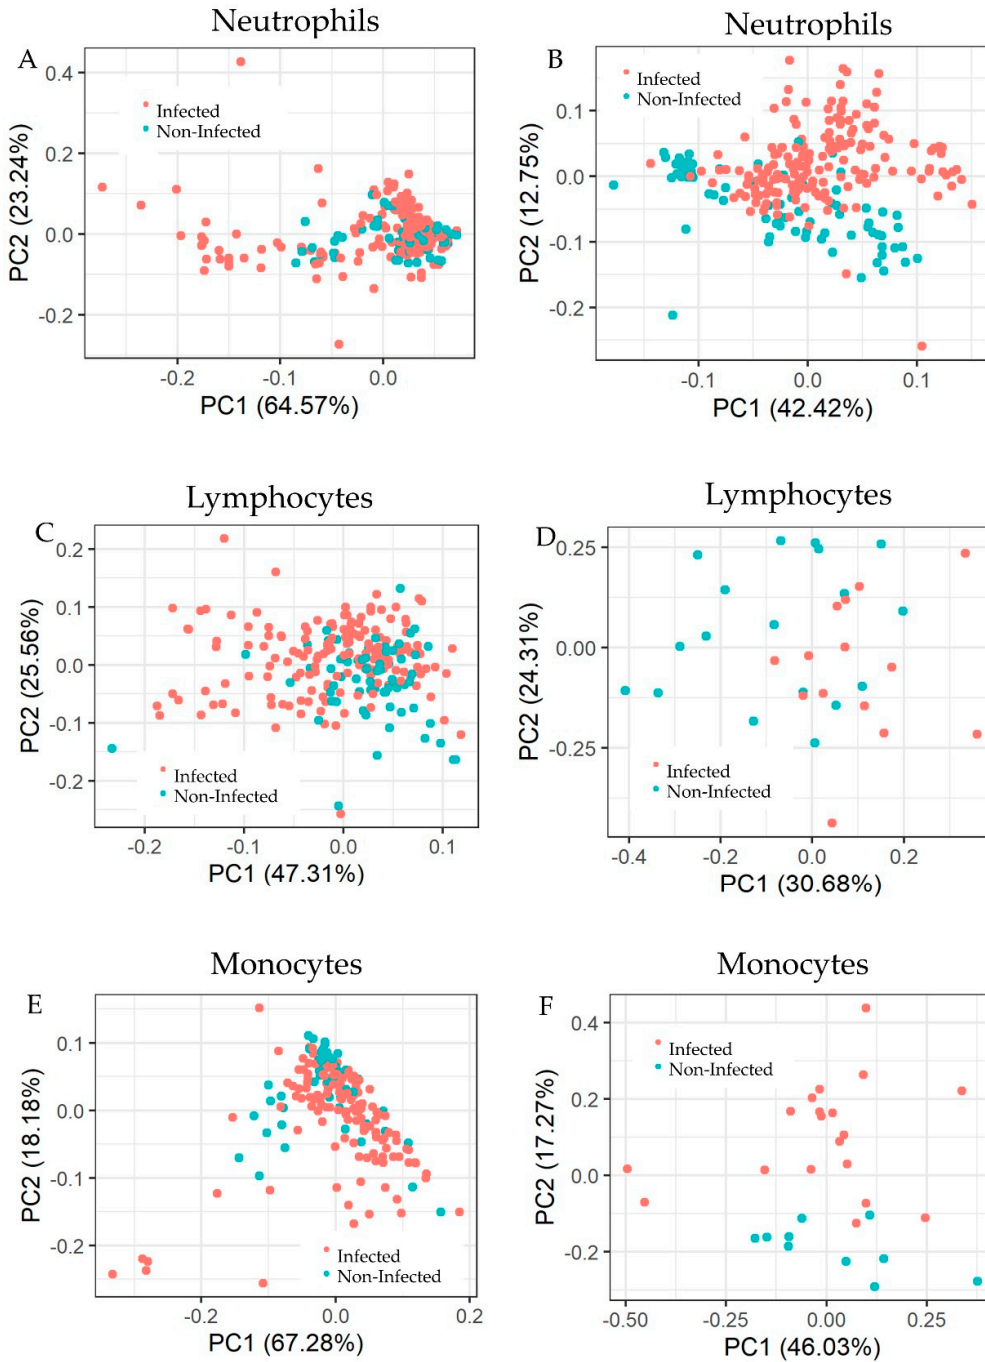 Neutrophils
A
0.4
0.2
0.0
-0.2
PC2 (23.24%)
Infected
Non-Infected
-0.2 -0.1 0.0
PC1 (64.57%)
Neutrophils
B
0.1
0.0
-0.1
-0.2
PC2 (12.75%)
Infected
Non-Infected
-0.1 0.0 0.1
PC1 (42.42%)
Lymphocytes
C
0.2
0.1
0.0
-0.1
-0.2
PC2 (25.56%)
Infected
Non-Infected
-0.2 -0.1 0.0 0.1
PC1 (47.31%)
Lymphocytes
D
0.25
0.00
-0.25
PC2 (24.31%)
Infected
Non-Infected
-0.4 -0.2 0.0 0.2
PC1 (30.68%)
Monocytes
E
0.1
0.0
-0.1
-0.2
PC2 (18.18%)
Infected
Non-Infected
-0.2 -0.1 0.0 0.1 0.2
PC1 (67.28%)
Monocytes
F
0.4
0.2
0.0
-0.2
PC2 (17.27%)
Infected
Non-Infected
-0.50 -0.25 0.00 0.25
PC1 (46.03%)